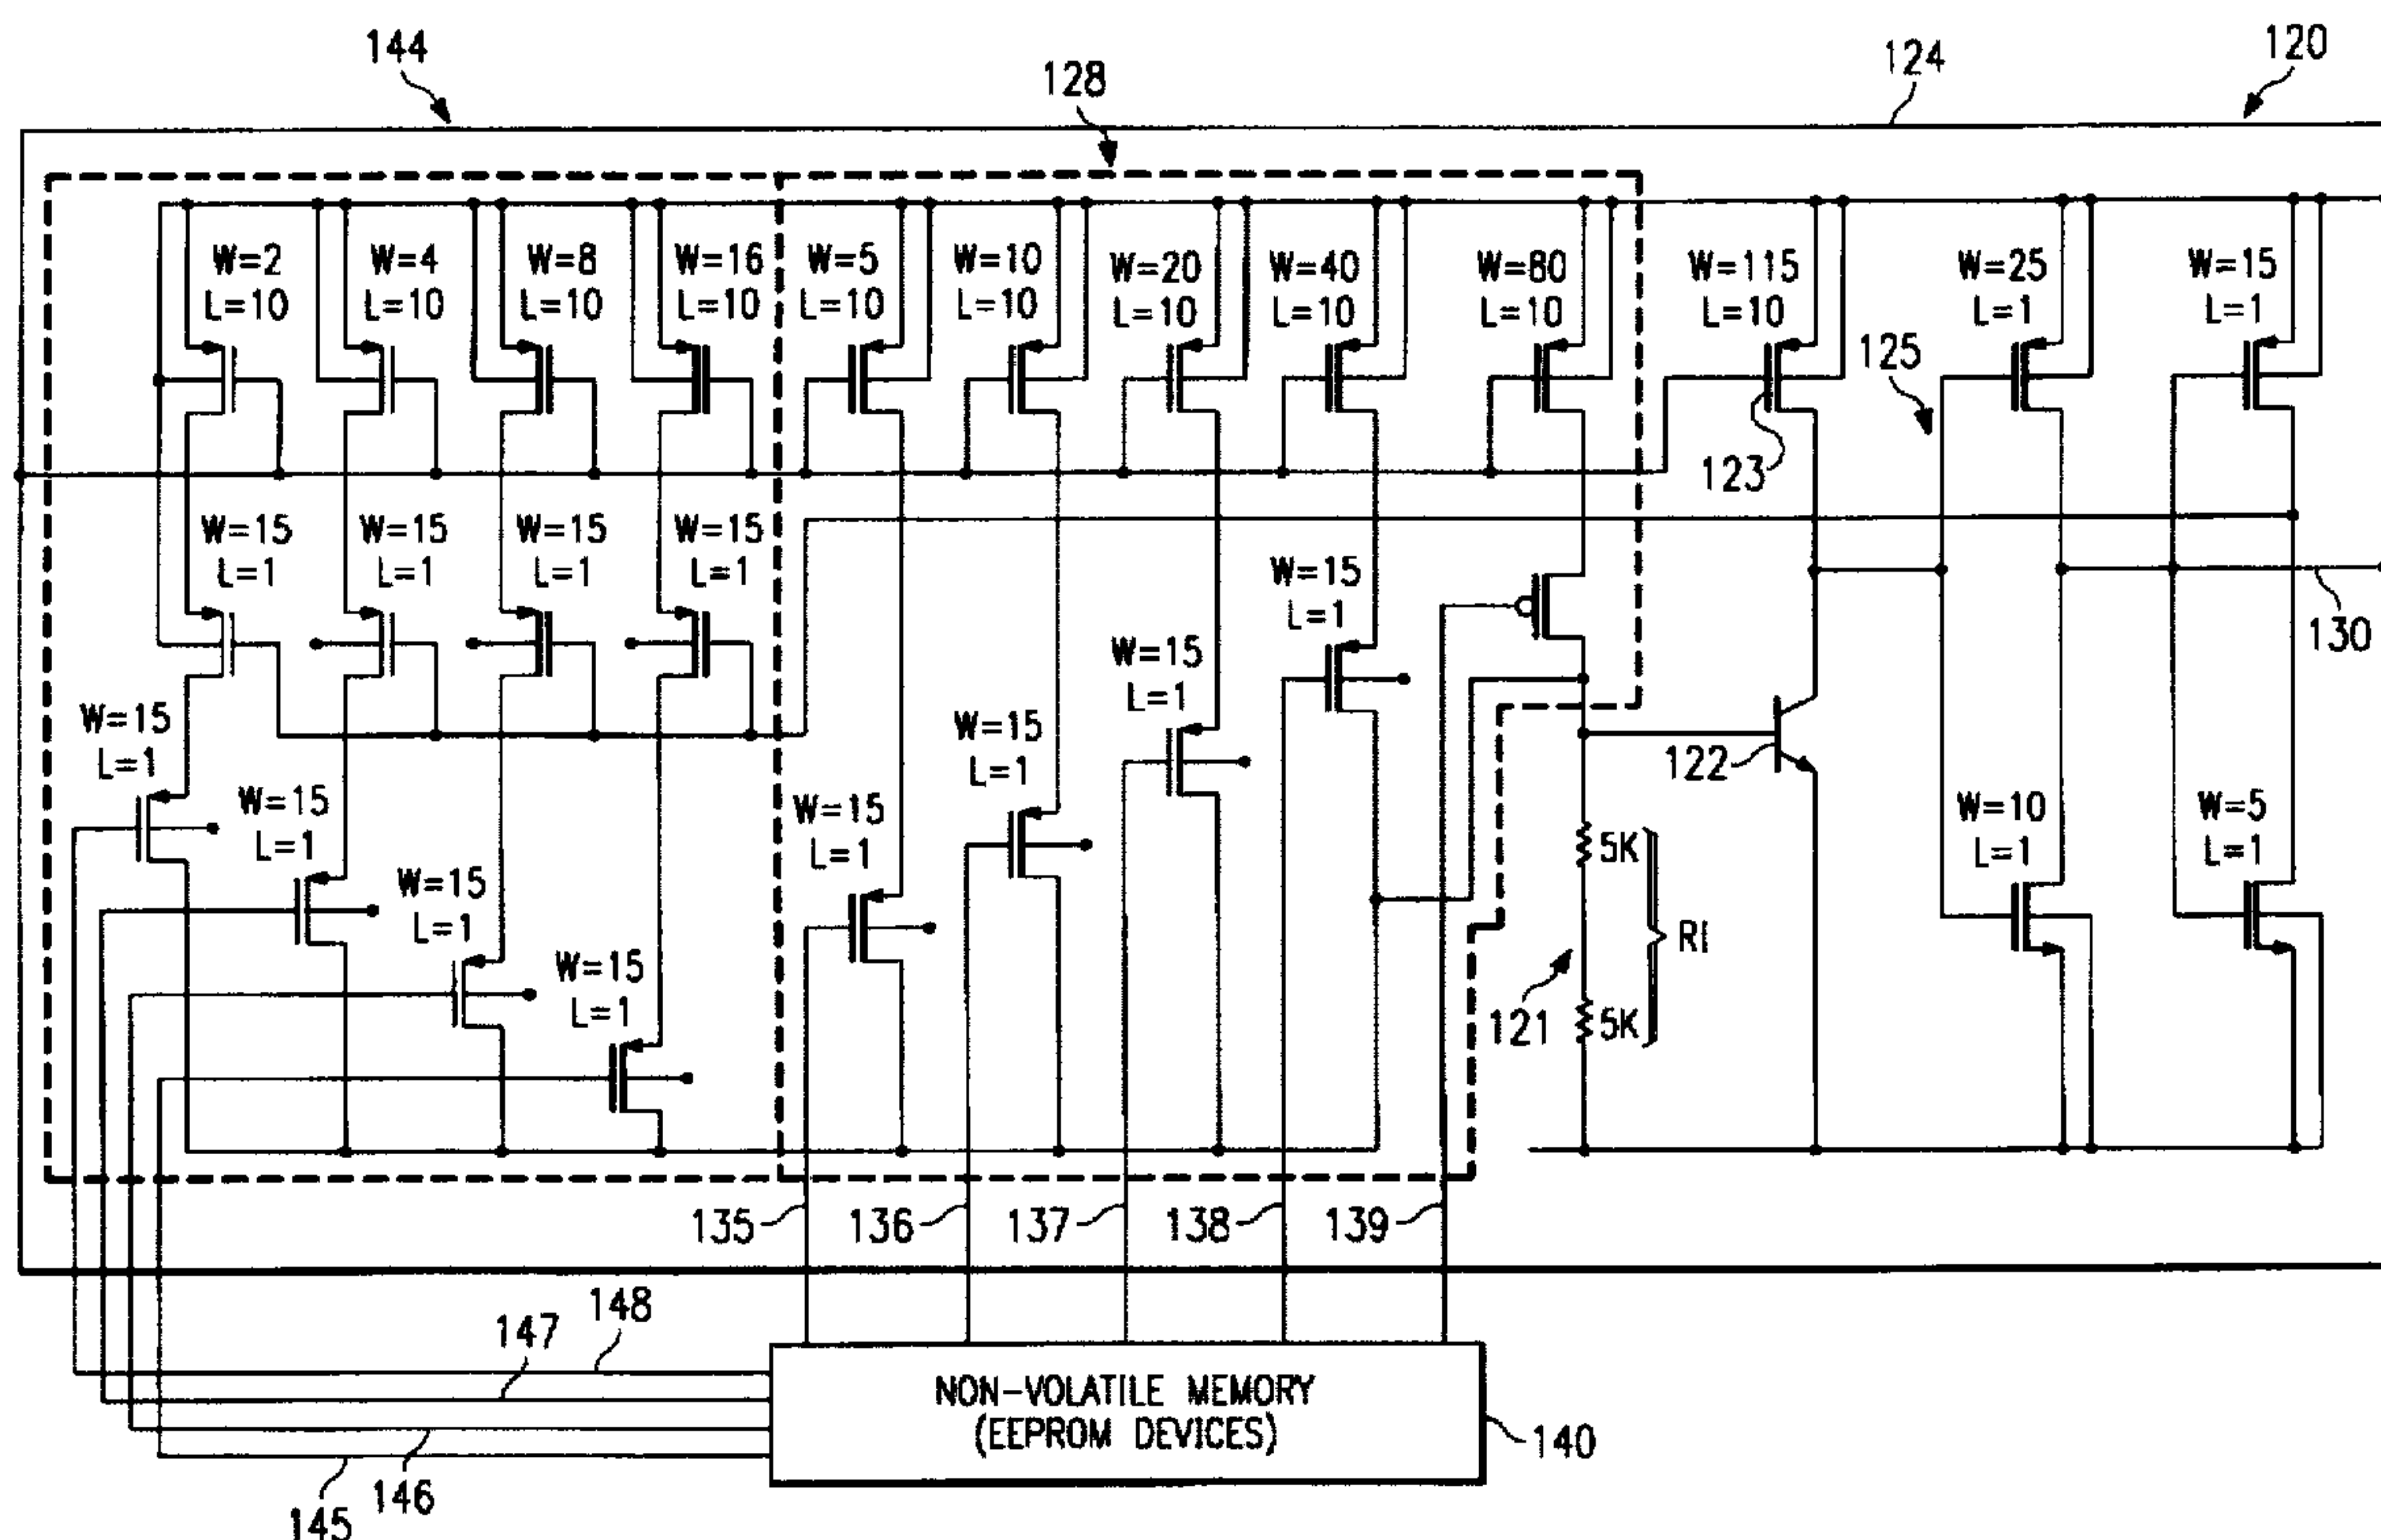 144
128
124
120
W=2
L=10
W=4
L=10
W=8
L=10
W=16
L=10
W=5
L=10
W=10
L=10
W=20
L=10
W=40
L=10
W=80
L=10
W=115
L=10
W=25
L=1
W=15
L=1
125
123
W=15
L=1
W=15
L=1
W=15
L=1
W=15
L=1
W=15
L=1
130
W=15
L=1
W=15
L=1
W=15
L=1
122
W=15
L=1
W=15
L=1
W=10
L=1
W=5
L=1
5K
RI
W=15
L=1
W=15
L=1
121
5K
135
136
137
138
139
148
147
NON-VOLATILE MEMORY
(EEPROM DEVICES)
140
146
145